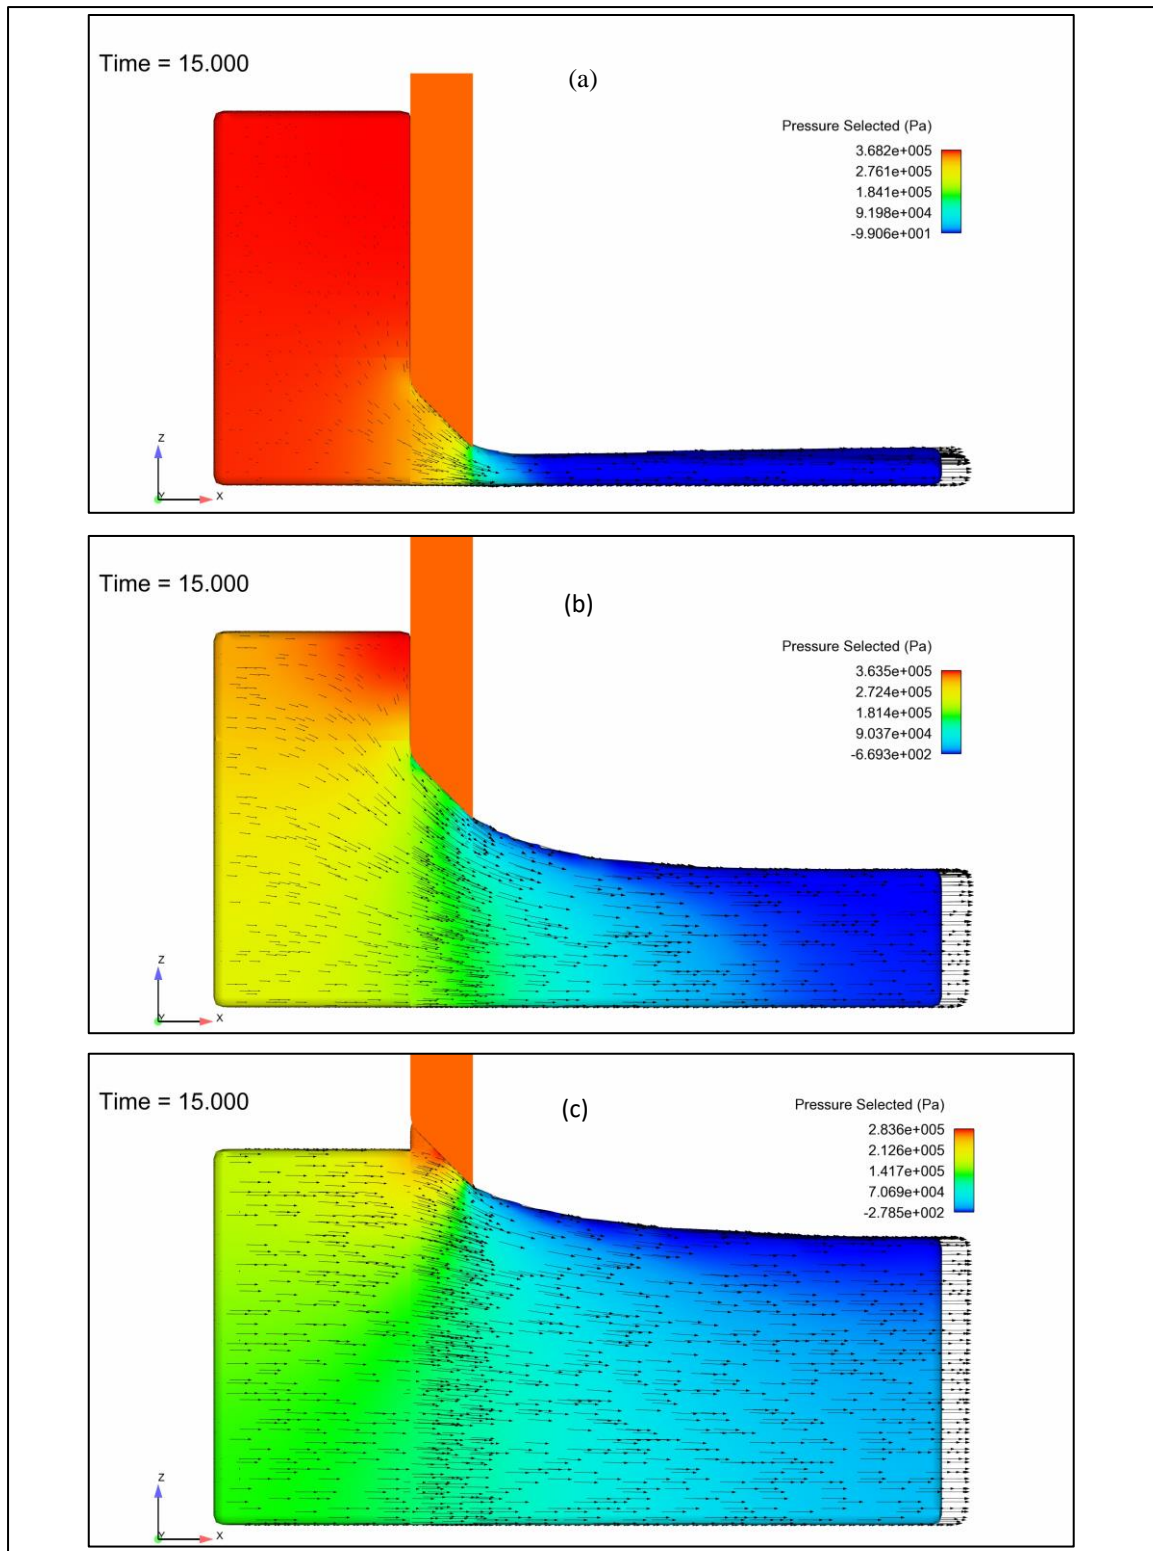 Time = 15.000
(a)
Pressure Selected (Pa)
3.682e+005
2.761e+005
1.841e+005
9.198e+004
-9.906e+001
Z
Y
X
Time = 15.000
(b)
Pressure Selected (Pa)
3.635e+005
2.724e+005
1.814e+005
9.037e+004
-6.693e+002
Z
Y
X
Time = 15.000
(c)
Pressure Selected (Pa)
2.836e+005
2.126e+005
1.417e+005
7.069e+004
-2.785e+002
Z
Y
X